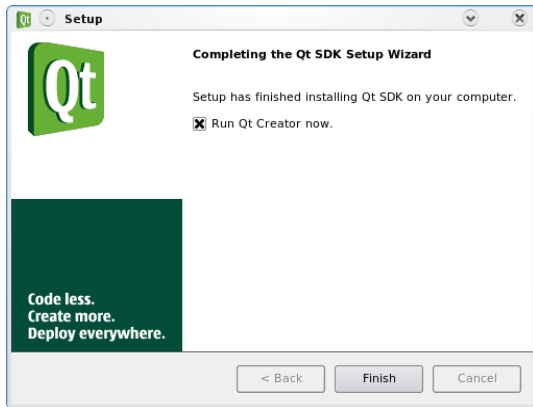 Qt Setup
Qt
Completing the Qt SDK Setup Wizard
Setup has finished installing Qt SDK on your computer.
Run Qt Creator now.
Code less.
Create more.
Deploy everywhere.
< Back Finish Cancel